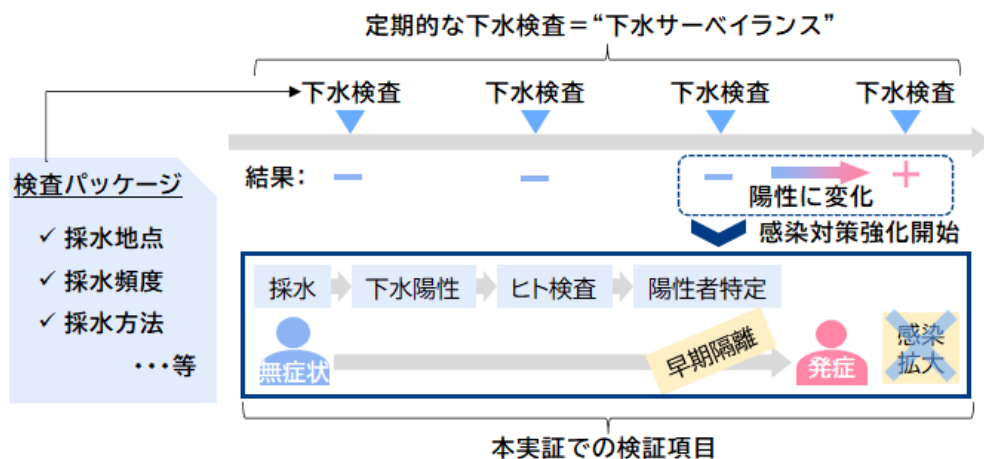 定期的な下水検査＝“下水サーベイランス”
下水検査 下水検査 下水検査 下水検査
検査パッケージ
✓ 採水地点
✓ 採水頻度
✓ 採水方法
・・・等
結果： － － － ＋
陽性に変化
感染対策強化開始
採水 下水陽性 ヒト検査 陽性者特定
無症状
早期隔離
発症
感染
拡大
本実証での検証項目